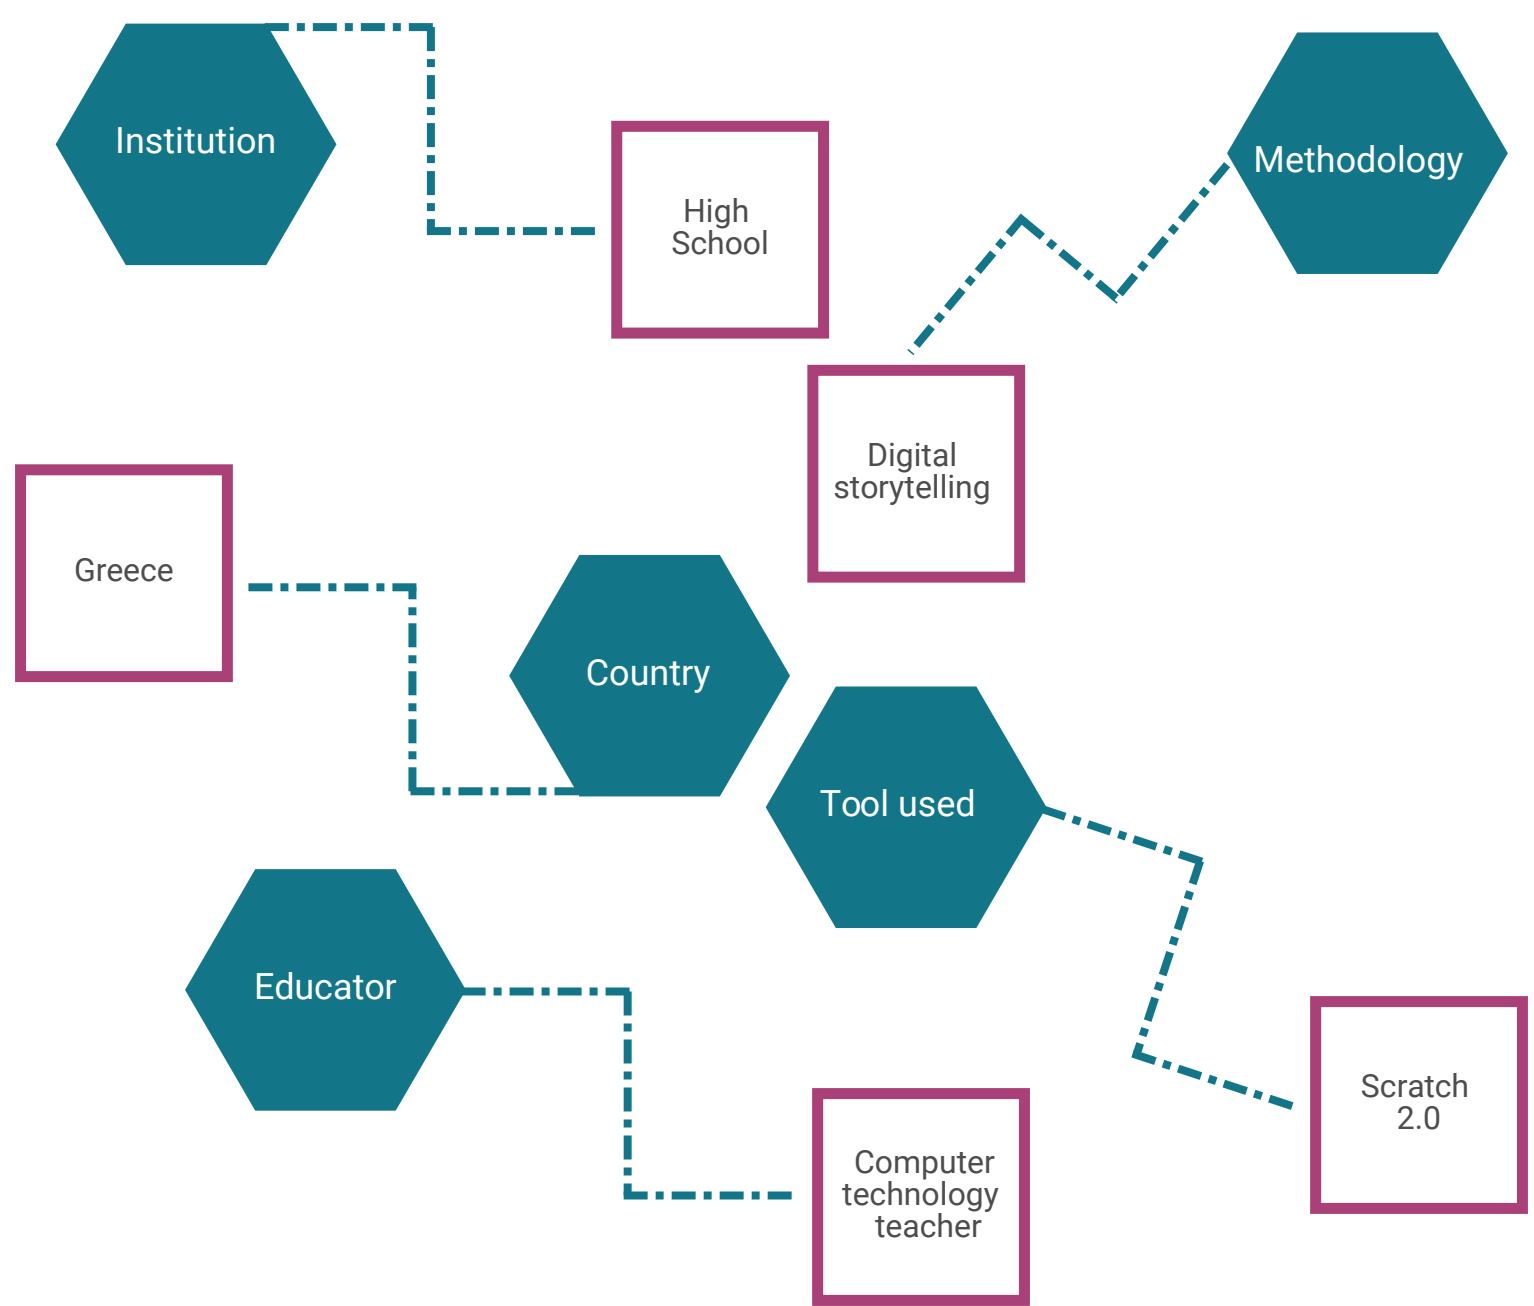 Institution
Methodology
High
School
Digital
storytelling
Greece
Country
Tool used
Educator
Scratch
2.0
Computer
technology
teacher